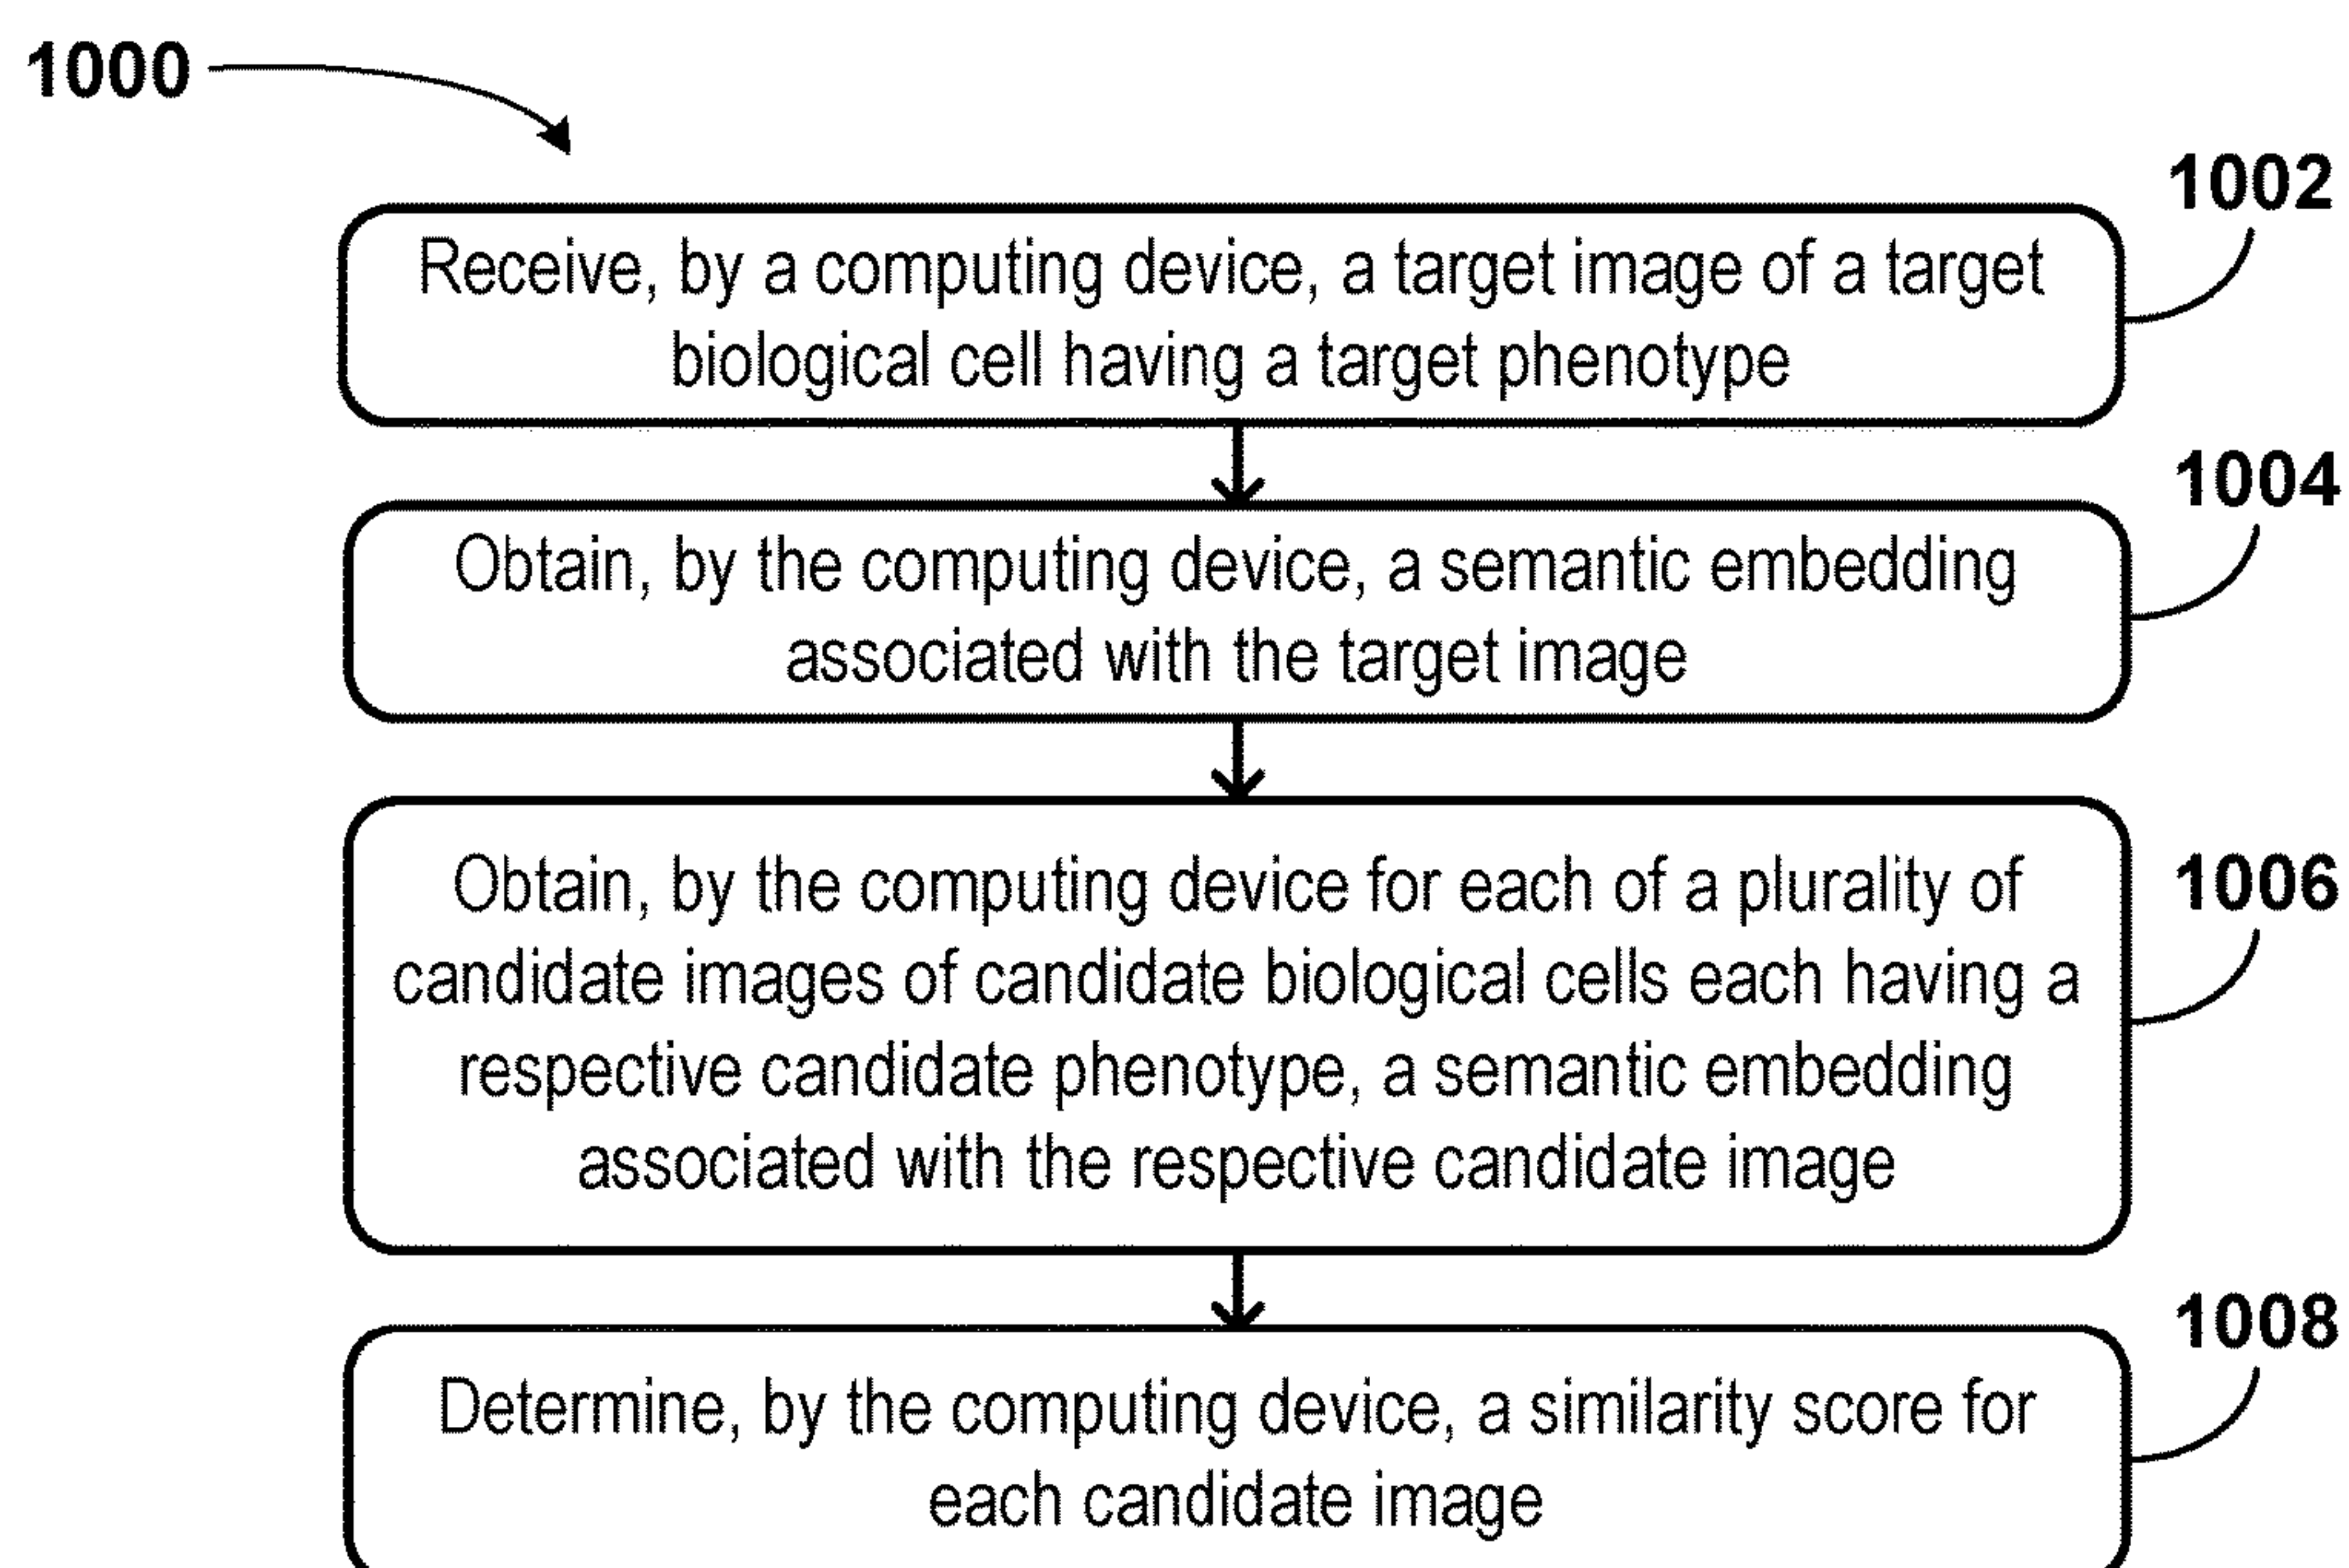 1000
1002
Receive, by a computing device, a target image of a target
biological cell having a target phenotype
1004
Obtain, by the computing device, a semantic embedding
associated with the target image
1006
Obtain, by the computing device for each of a plurality of
candidate images of candidate biological cells each having a
respective candidate phenotype, a semantic embedding
associated with the respective candidate image
1008
Determine, by the computing device, a similarity score for
each candidate image